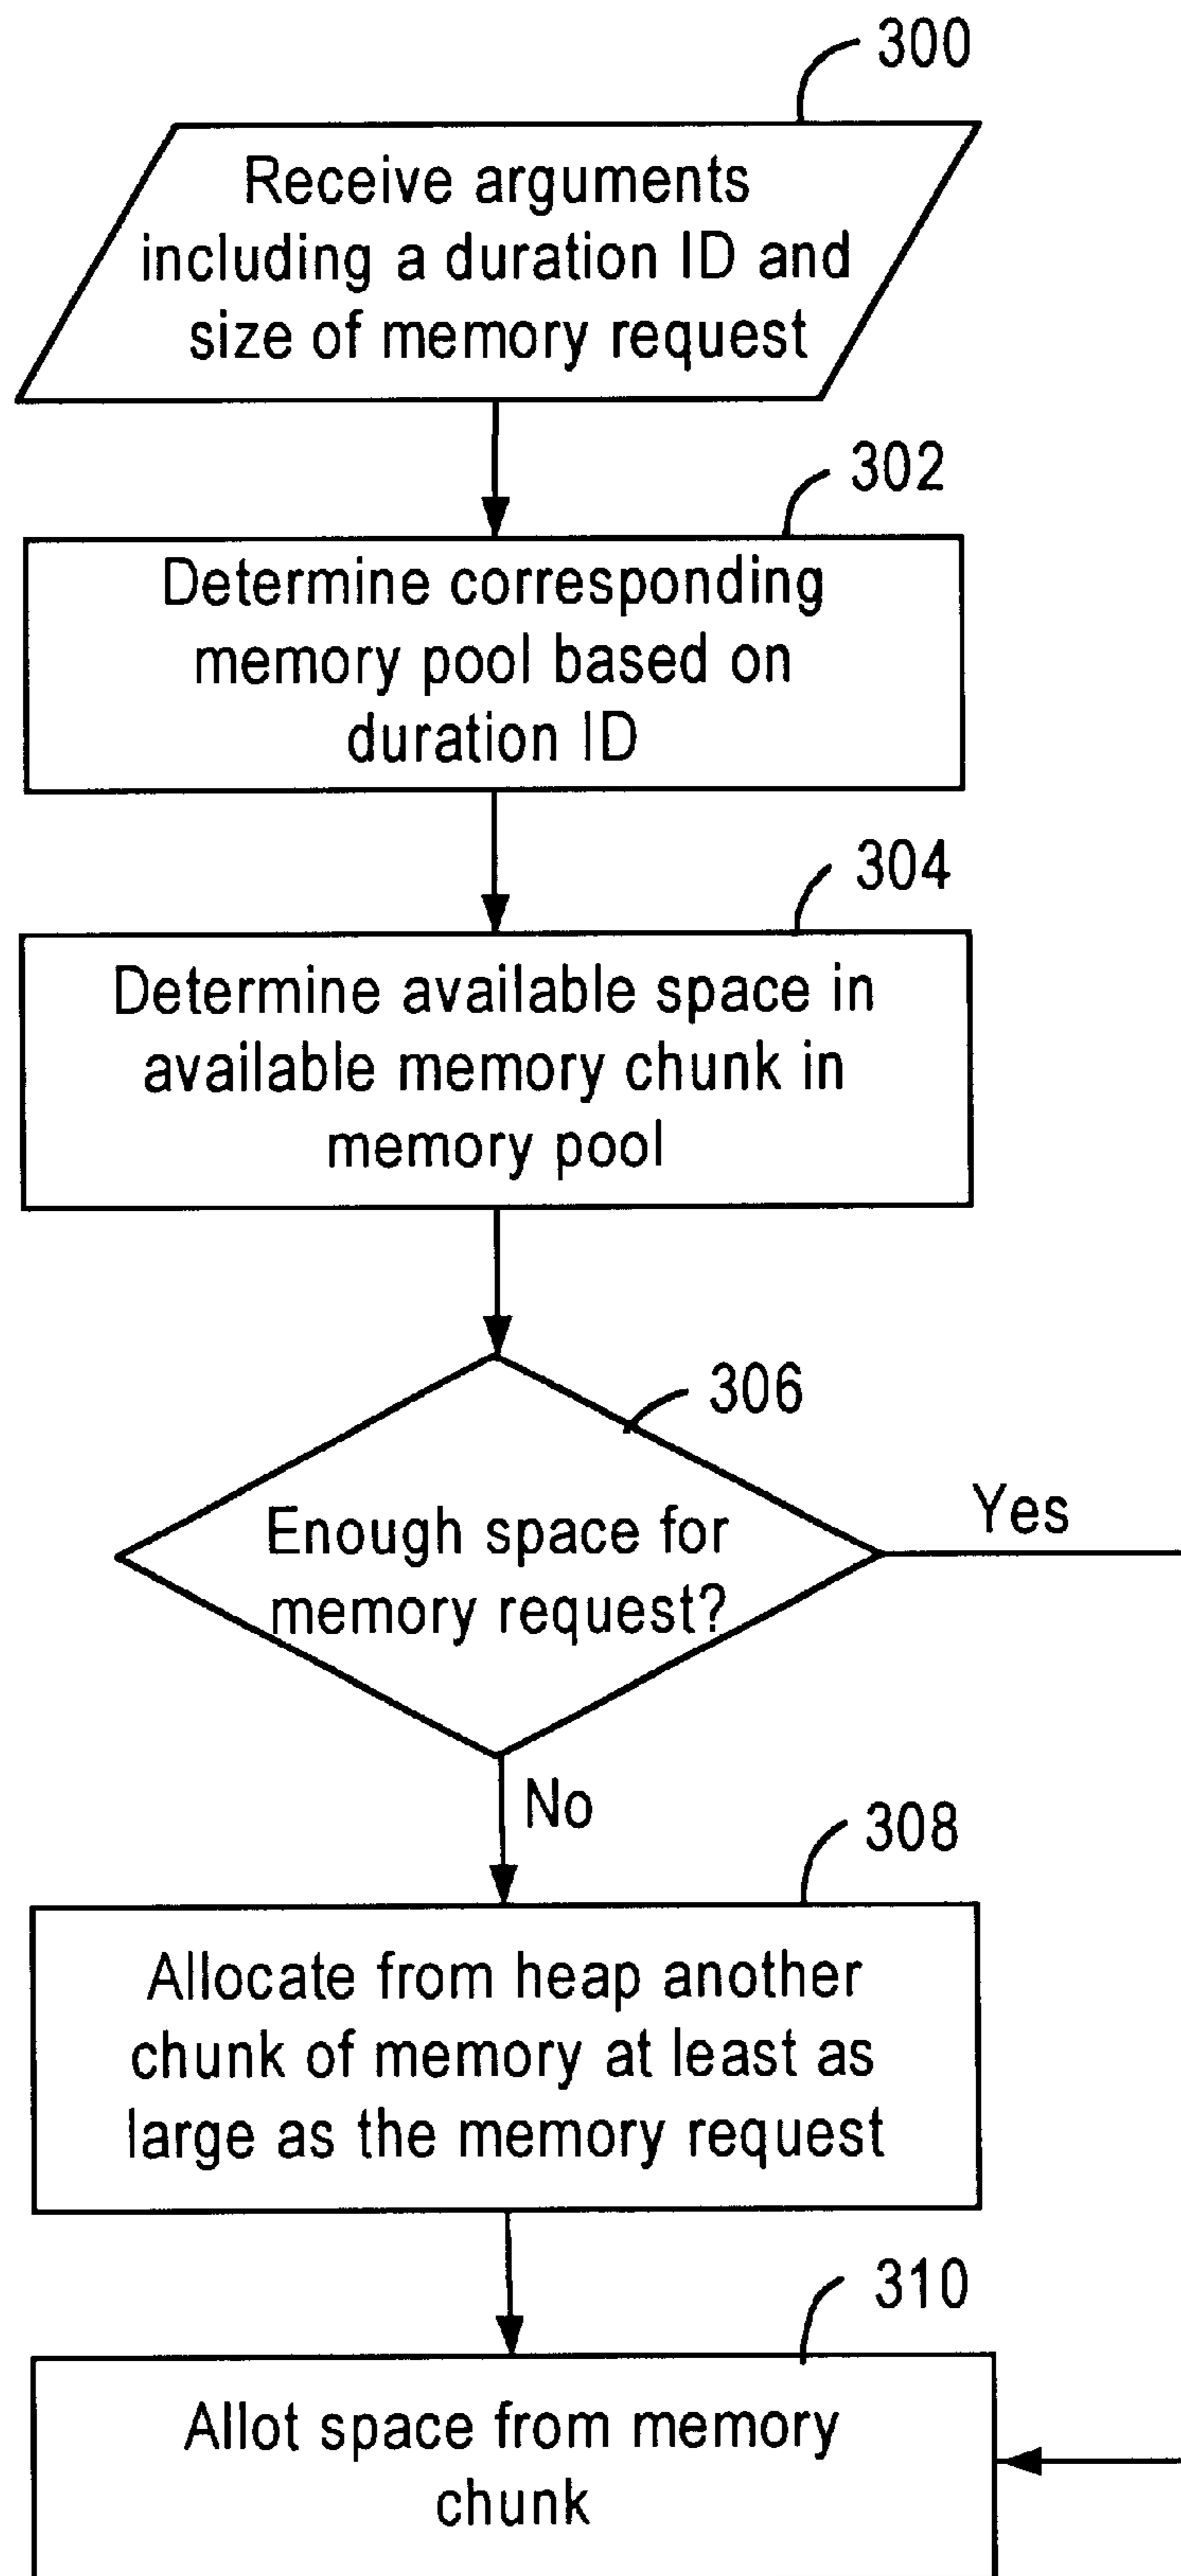 300
Receive arguments
including a duration ID and
size of memory request
302
Determine corresponding
memory pool based on
duration ID
304
Determine available space in
available memory chunk in
memory pool
306
Enough space for
memory request?
Yes
No
308
Allocate from heap another
chunk of memory at least as
large as the memory request
310
Allot space from memory
chunk